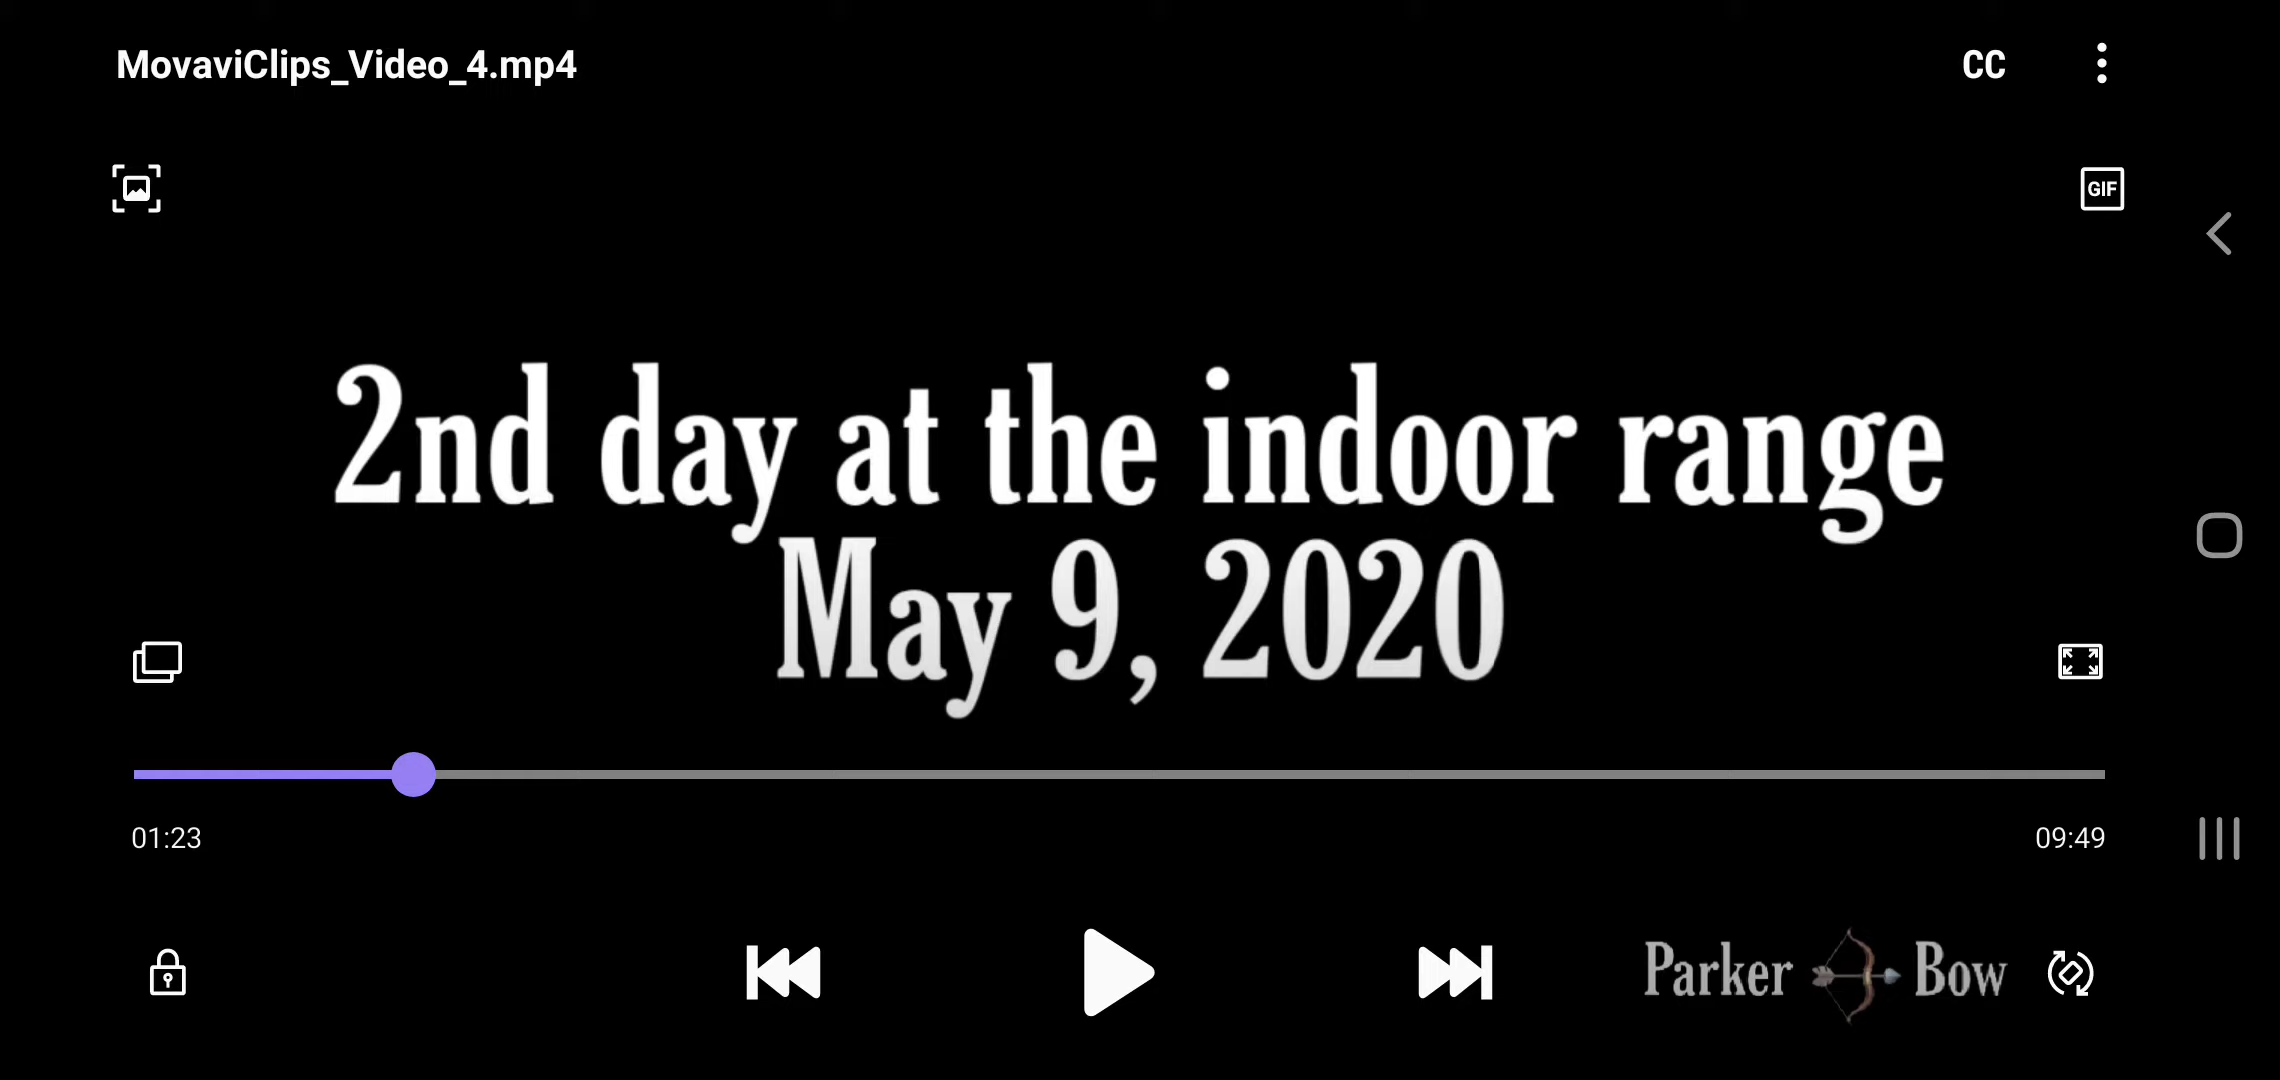 MovaviClips_Video_4.mp4
CC
GIF
2nd day at the indoor range
May 9, 2020
01:23
09:49
Parker Bow